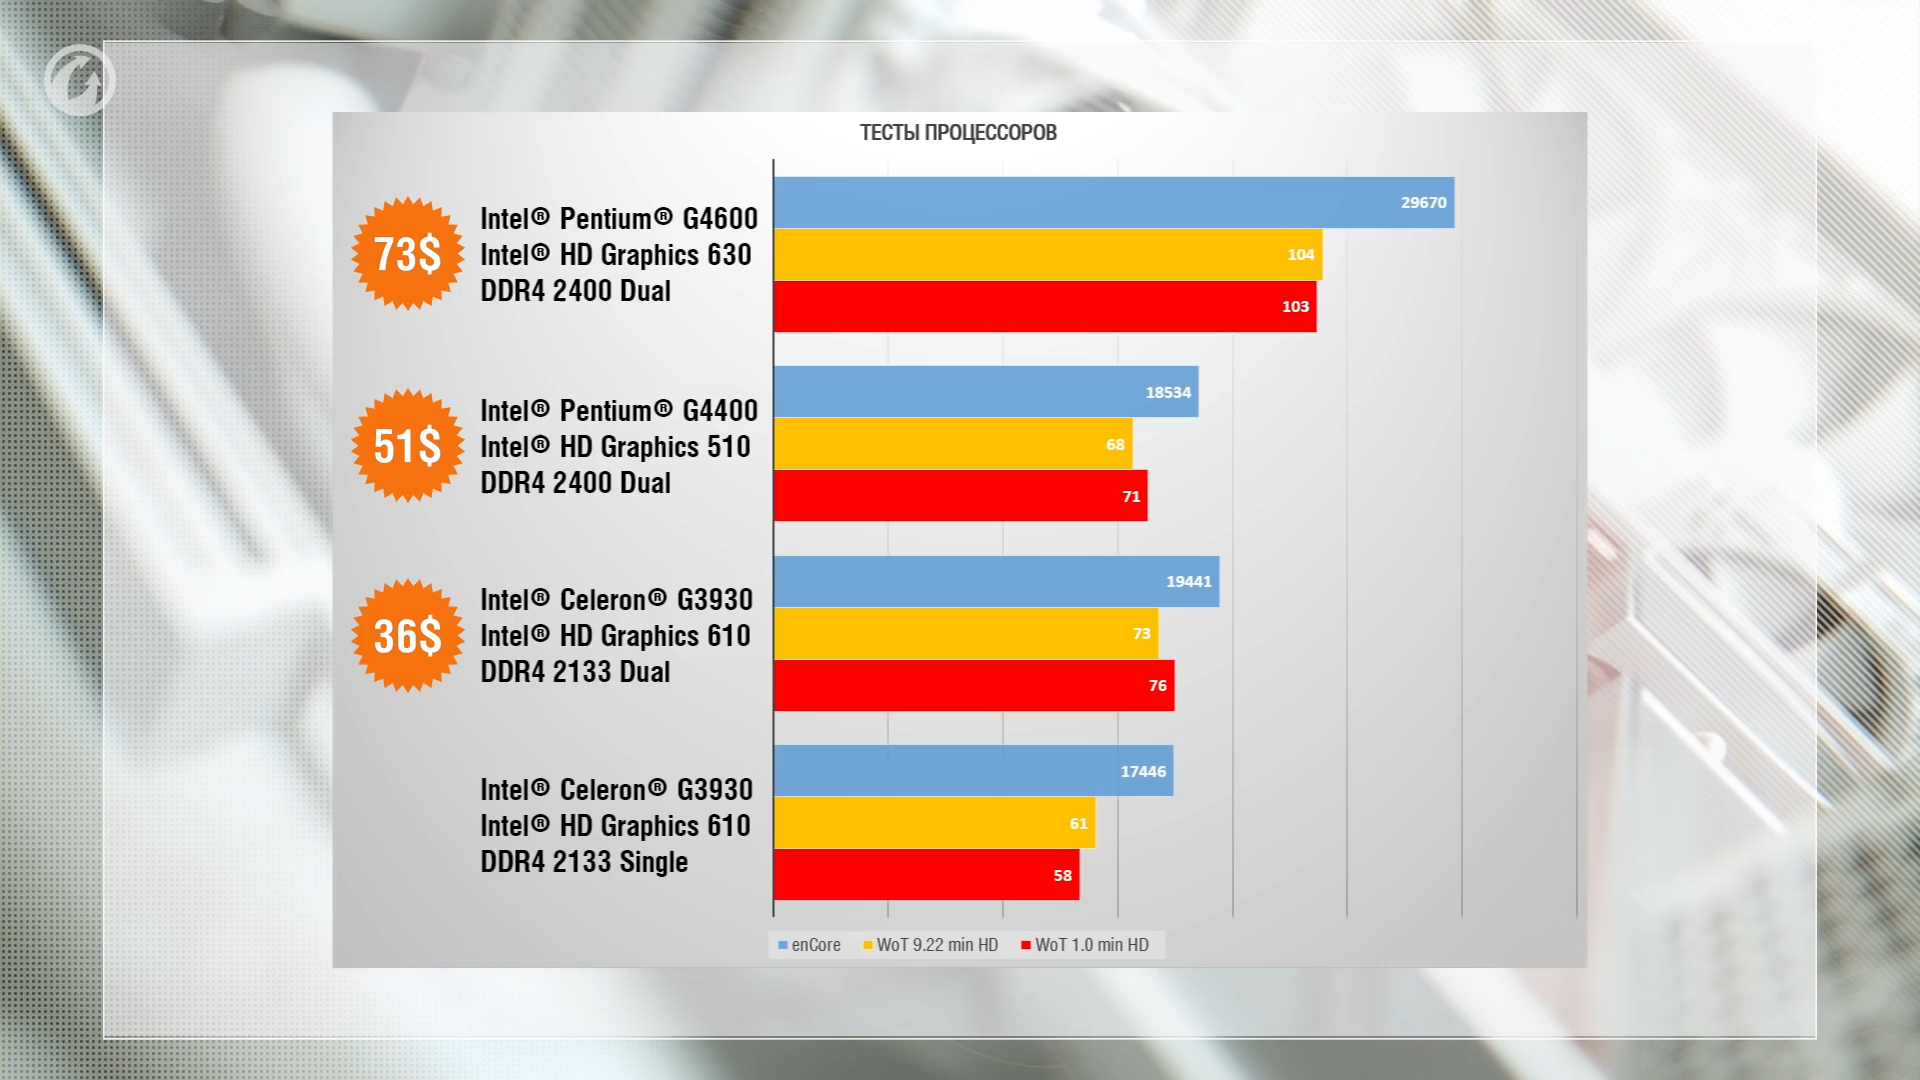 ТЕСТЫ ПРОЦЕССОРОВ
73$
Intel® Pentium® G4600
Intel® HD Graphics 630
DDR4 2400 Dual
29670
104
103
51$
Intel® Pentium® G4400
Intel® HD Graphics 510
DDR4 2400 Dual
18534
68
71
36$
Intel® Celeron® G3930
Intel® HD Graphics 610
DDR4 2133 Dual
19441
73
76
Intel® Celeron® G3930
Intel® HD Graphics 610
DDR4 2133 Single
17446
61
58
enCore WoT 9.22 min HD WoT 1.0 min HD